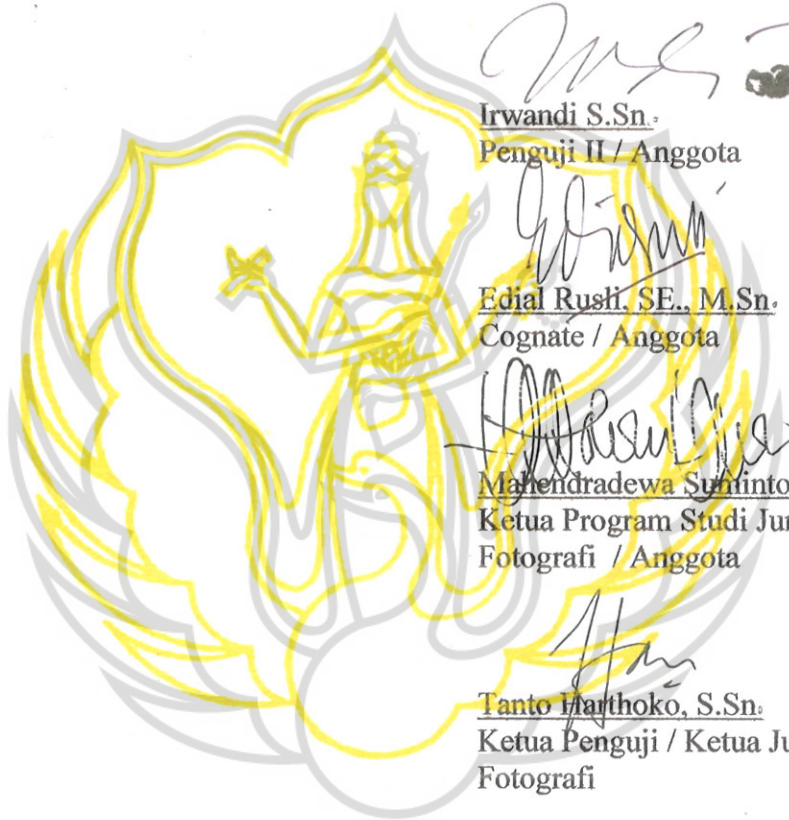 Irwandi S.Sn.
Penguji II / Anggota
Edial Rusli, SE., M.Sn.
Cognate / Anggota
Mahendradewa Suminto
Ketua Program Studi Jur
Fotografi / Anggota
Tanto Harthoko, S.Sn.
Ketua Penguji / Ketua Ju
Fotografi